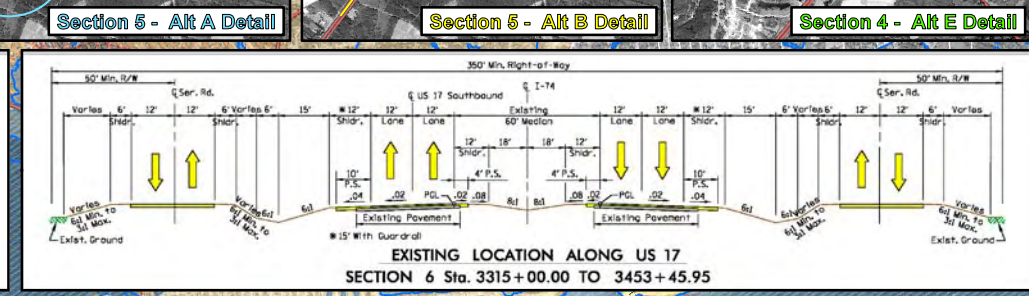 Section 5 - Alt A Detail
Section 5 - Alt B Detail
Section 4 - Alt E Detail
350' Min. Right-of-Way
50' Min. R/W
50' Min. R/W
℄ I-74
℄ Ser. Rd.
℄ US 17 Southbound
℄ Ser. Rd.
Varies 6' 12' 12' 6' Varies 6' 15' *12' 12' 12' Existing 12' 12' *12' 15' 6' Varies 6' 12' 12' 6' Varies
Shldr. Shldr. Shldr. Lane Lane 60' Median Lane Lane Shldr. Shldr. Shldr.
12' 18' 18' 12'
Shldr. Shldr.
10' 4' P.S. 4' P.S. 10'
P.S. P.S.
.04 .02 PGL .02 .08 8:1 8:1 .08 .02 PGL .02 .04
Varies Varies 6:1 6:1 6:1 6:1 Varies Varies
6:1 Min. to 6:1 Min. to 6:1 Min. to 6:1 Min. to
3:1 Max. 3:1 Max. 3:1 Max. 3:1 Max.
Existing Pavement Existing Pavement
Exist. Ground Exist. Ground
* 15' With Guardrail
EXISTING LOCATION ALONG US 17
SECTION 6 Sta. 3315+00.00 TO 3453+45.95